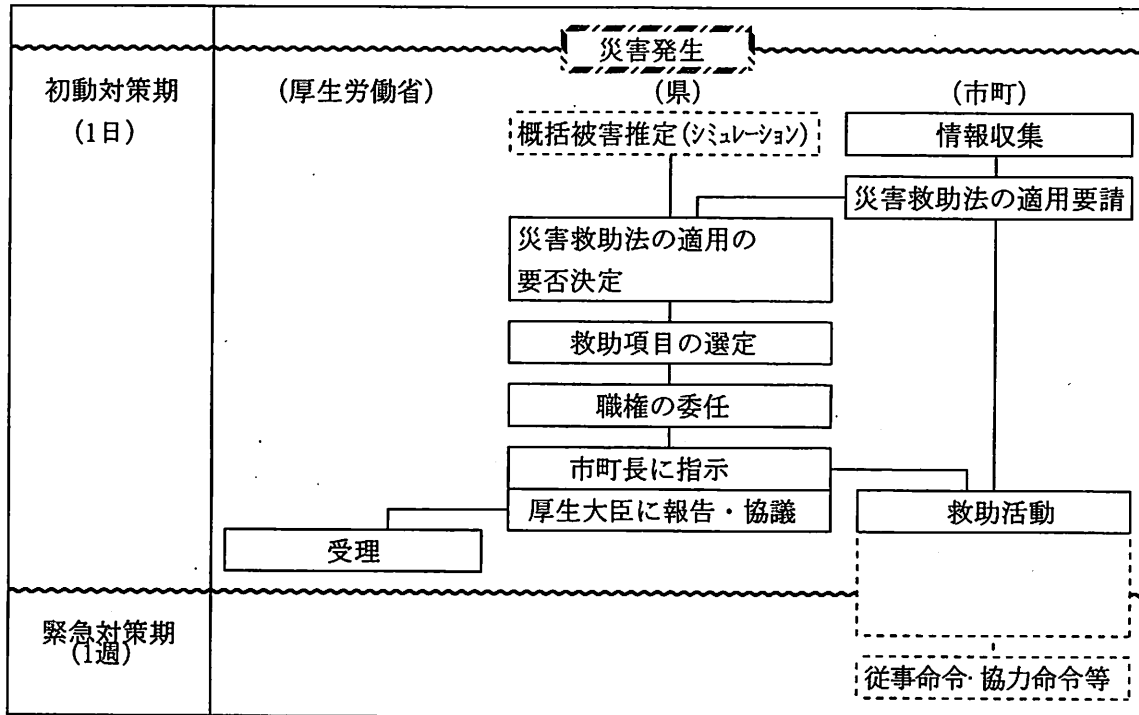 災害発生
初動対策期
(1日)
(厚生労働省)
(県)
(市町)
概括被害推定(シミュレーション)
情報収集
災害救助法の適用要請
災害救助法の適用の
要否決定
救助項目の選定
職権の委任
市町長に指示
厚生大臣に報告・協議
救助活動
受理
緊急対策期
(1週)
従事命令・協力命令等